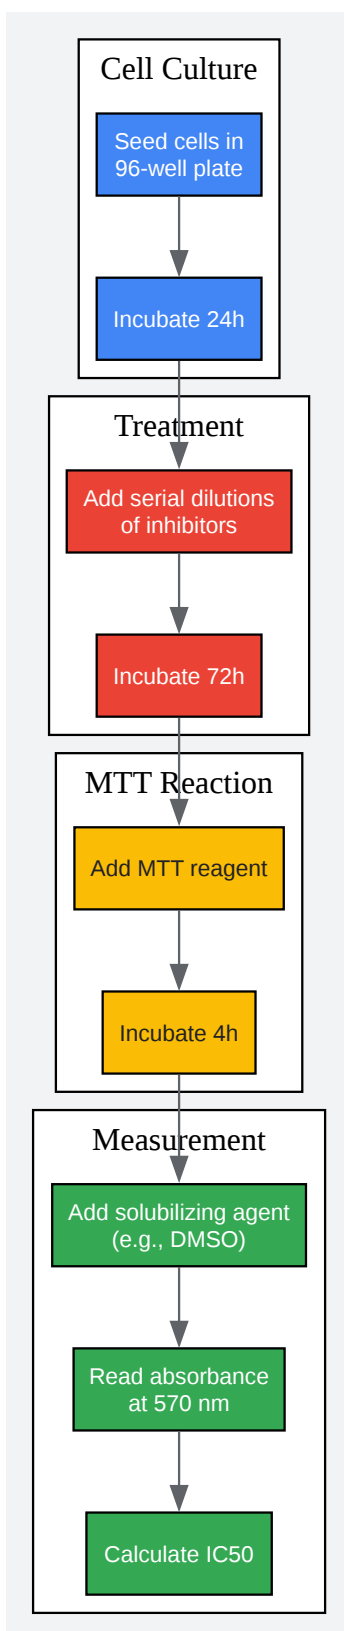 Cell Culture
Seed cells in
96-well plate
Incubate 24h
Treatment
Add serial dilutions
of inhibitors
Incubate 72h
MTT Reaction
Add MTT reagent
Incubate 4h
Measurement
Add solubilizing agent
(e.g., DMSO)
Read absorbance
at 570 nm
Calculate IC50